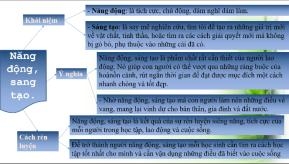 - Năng động: là tích cực, chủ động, dám nghĩ dám làm.
Khái niệm
- Sáng tạo: là say mê nghiên cứu, tìm tòi để tạo ra những giá trị mới
về vật chất, tinh thần, hoặc tìm ra các cách giải quyết mới mà không
bị gò bó, phụ thuộc vào những cái đã có.
Năng
động,
sang
tạo.
Ý nghĩa
Năng động, sáng tạo là phẩm chất rất cần thiết của người lao
động. Nó giúp con người có thể vượt qua những ràng buộc của
hoàn cảnh, rút ngắn thời gian để đạt được mục đích một cách
nhanh chóng và tốt đẹp.
- Nhờ năng động, sáng tạo mà con người làm nên những điều vẻ
vang, mang lại vinh dự cho bản thân, gia đình và đất nước.
Cách rèn
luyện
Năng động, sáng tạo là kết quả của sự rèn luyện siêng năng, tích cực của
mỗi người trong học tập, lao động và cuộc sống.
Để trở thành người năng động, sáng tạo mỗi học sinh cần tìm ra cách học
tập tốt nhất cho mình và cần vận dụng những điều đã biết vào cuộc sống.